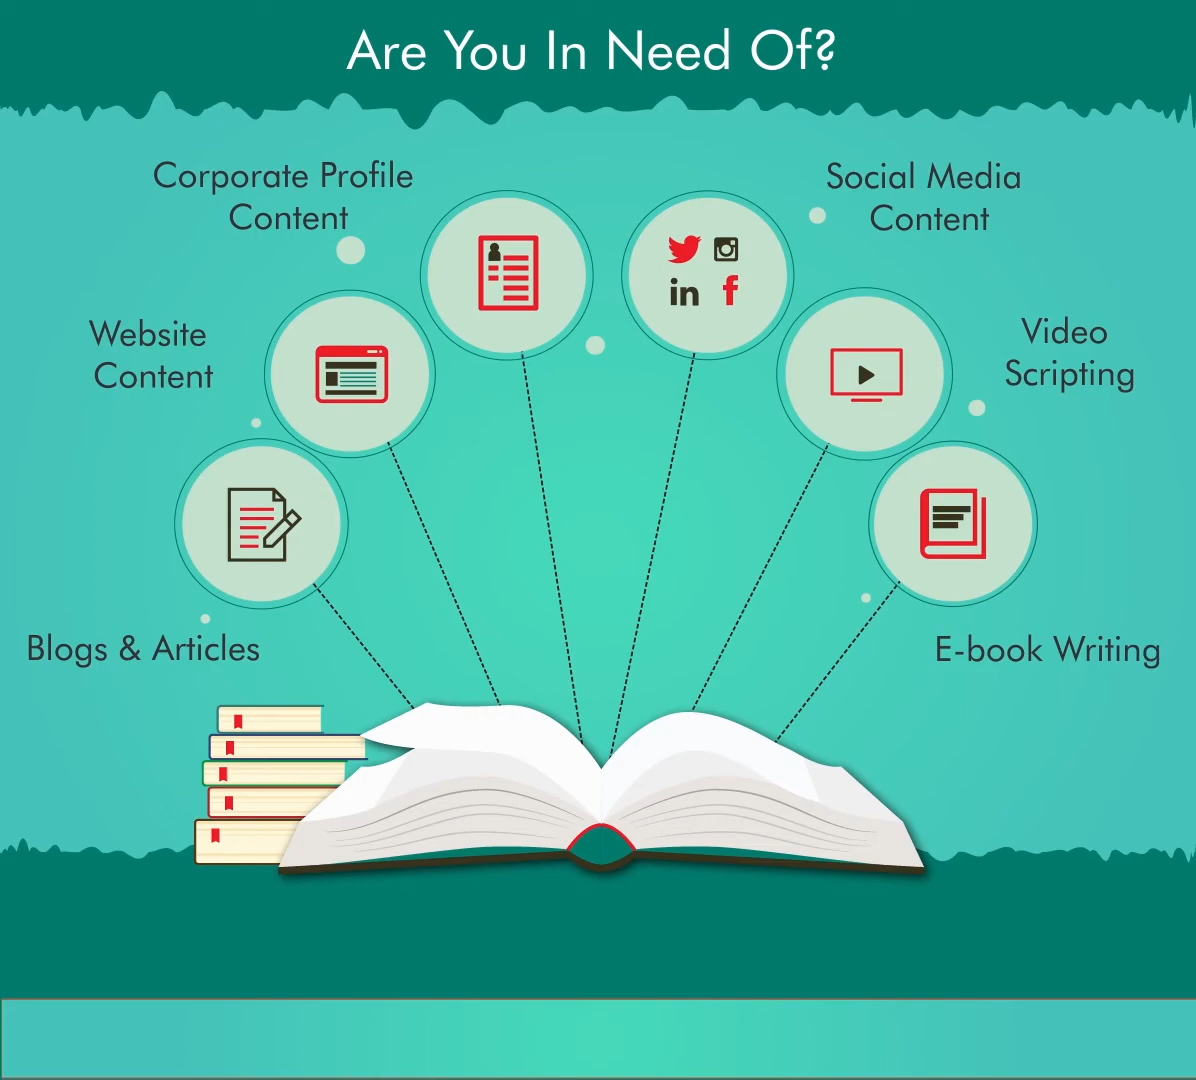 Are You In Need Of?
Corporate Profile
Content
Social Media
Content
Website
Content
Video
Scripting
in
f
Blogs & Articles
E-book Writing